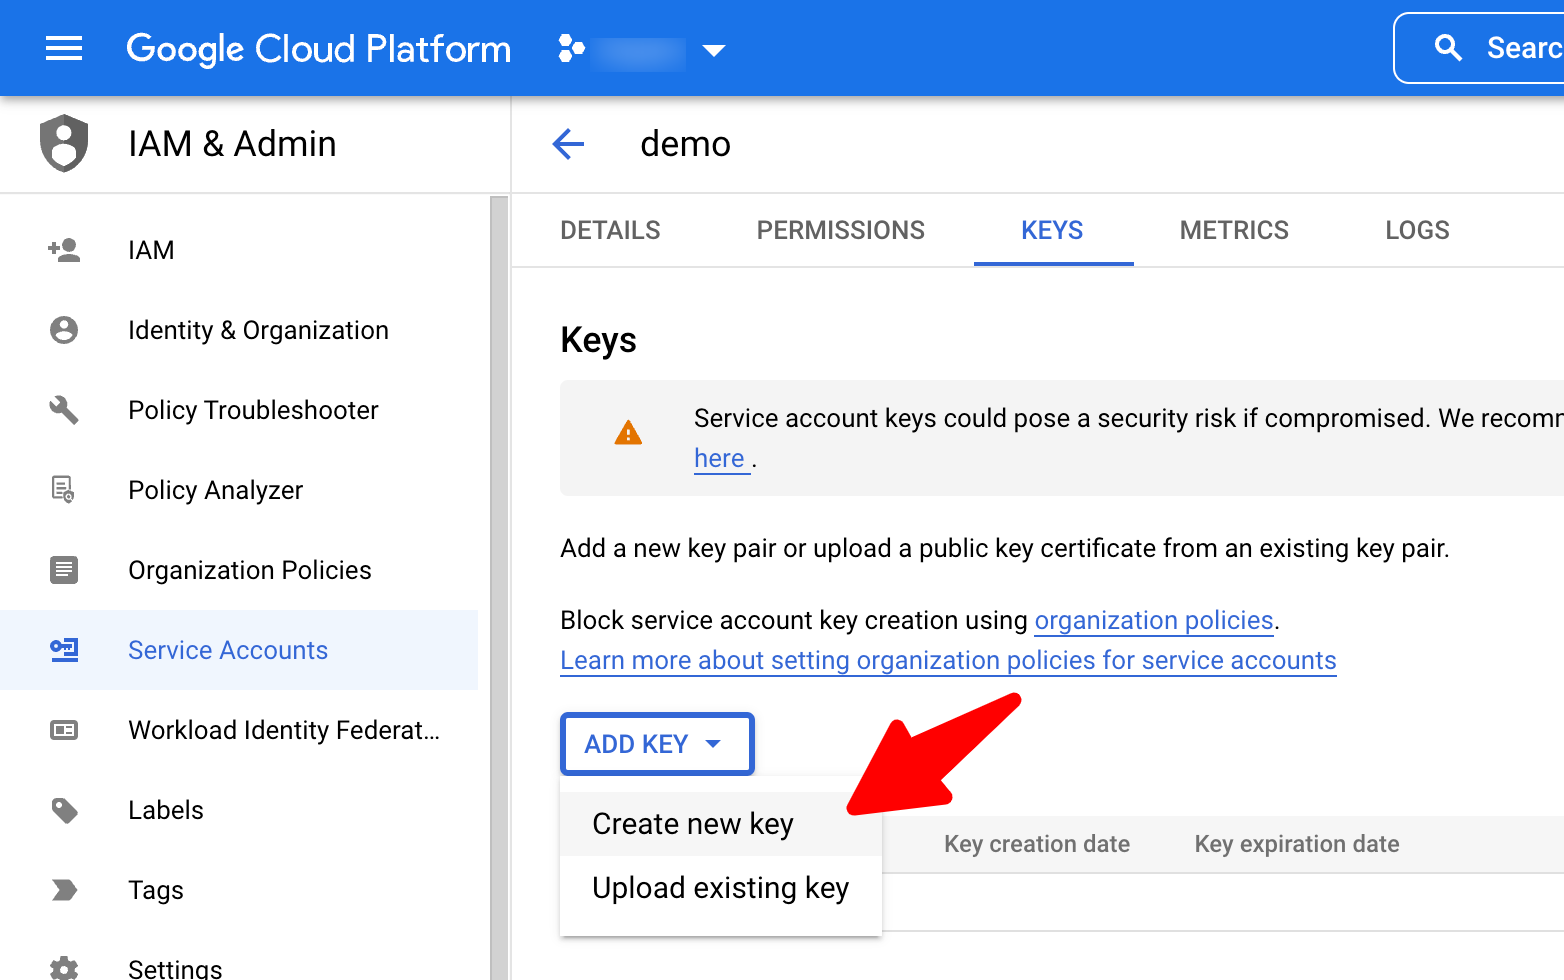 Google Cloud Platform
Searc
IAM & Admin
demo
IAM
Identity & Organization
Policy Troubleshooter
Policy Analyzer
Organization Policies
Service Accounts
Workload Identity Federat...
Labels
Tags
Settings
DETAILS PERMISSIONS KEYS METRICS LOGS
Keys
Service account keys could pose a security risk if compromised. We recomm
here .
Add a new key pair or upload a public key certificate from an existing key pair.
Block service account key creation using organization policies.
Learn more about setting organization policies for service accounts
ADD KEY
Create new key
Upload existing key
Key creation date Key expiration date